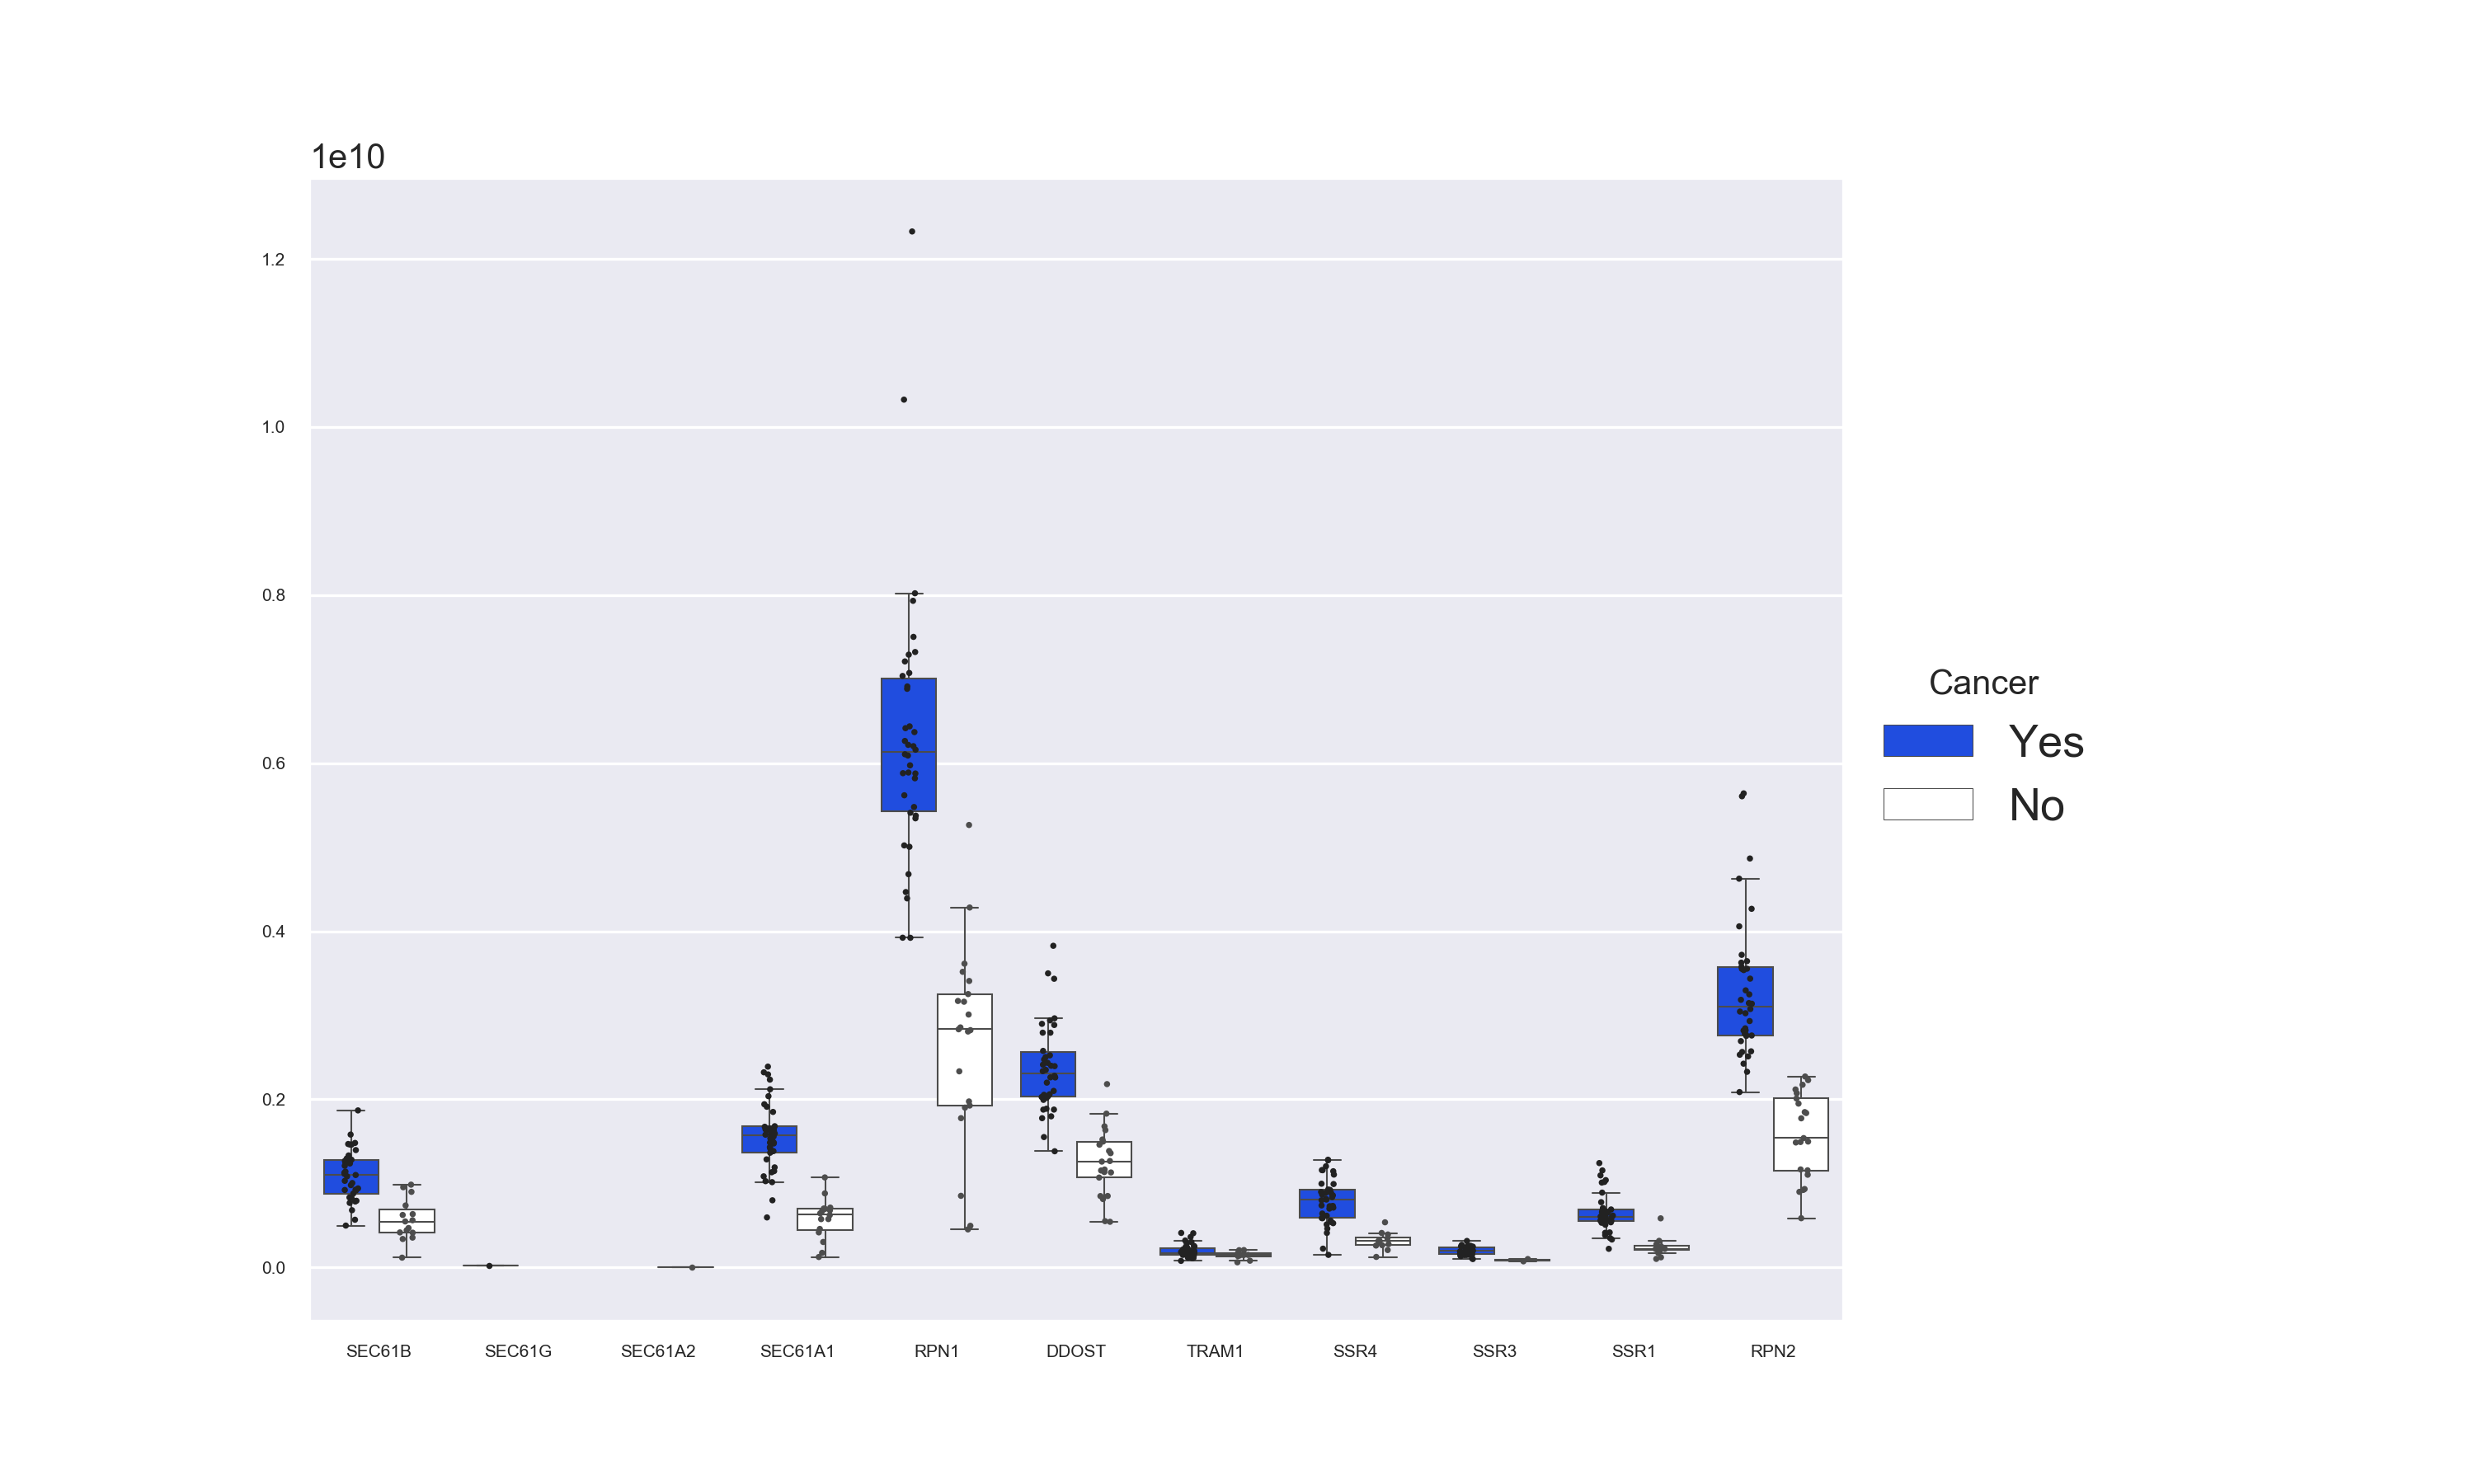 1e10
1.2
1.0
0.8
0.6
0.4
0.2
0.0
SEC61B SEC61G SEC61A2 SEC61A1 RPN1 DDOST TRAM1 SSR4 SSR3 SSR1 RPN2
Cancer
Yes
No